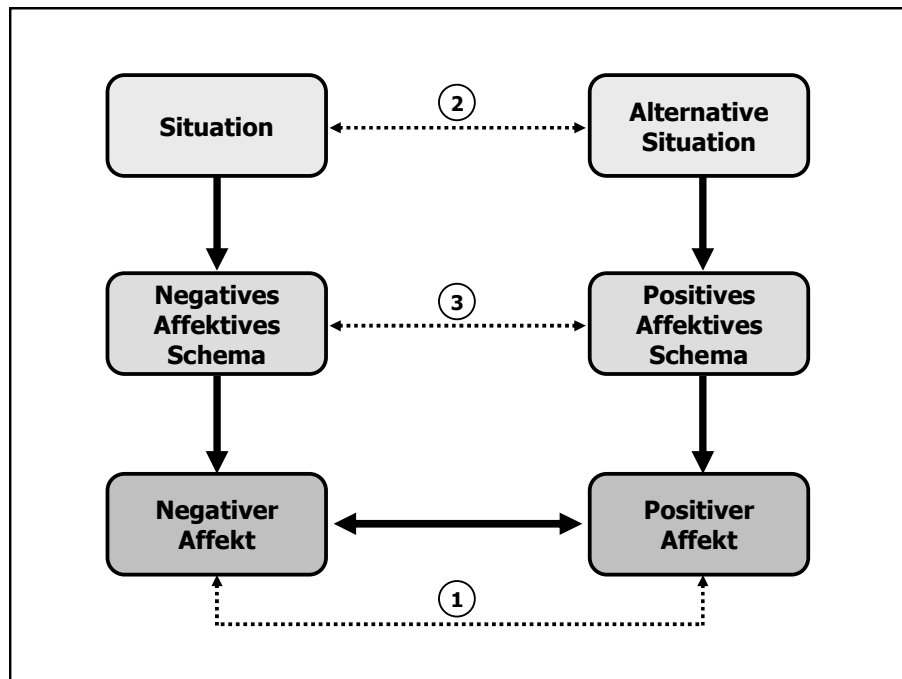 Situation
2
Alternative
Situation
Negatives
Affektives
Schema
3
Positives
Affektives
Schema
Negativer
Affekt
Positiver
Affekt
1